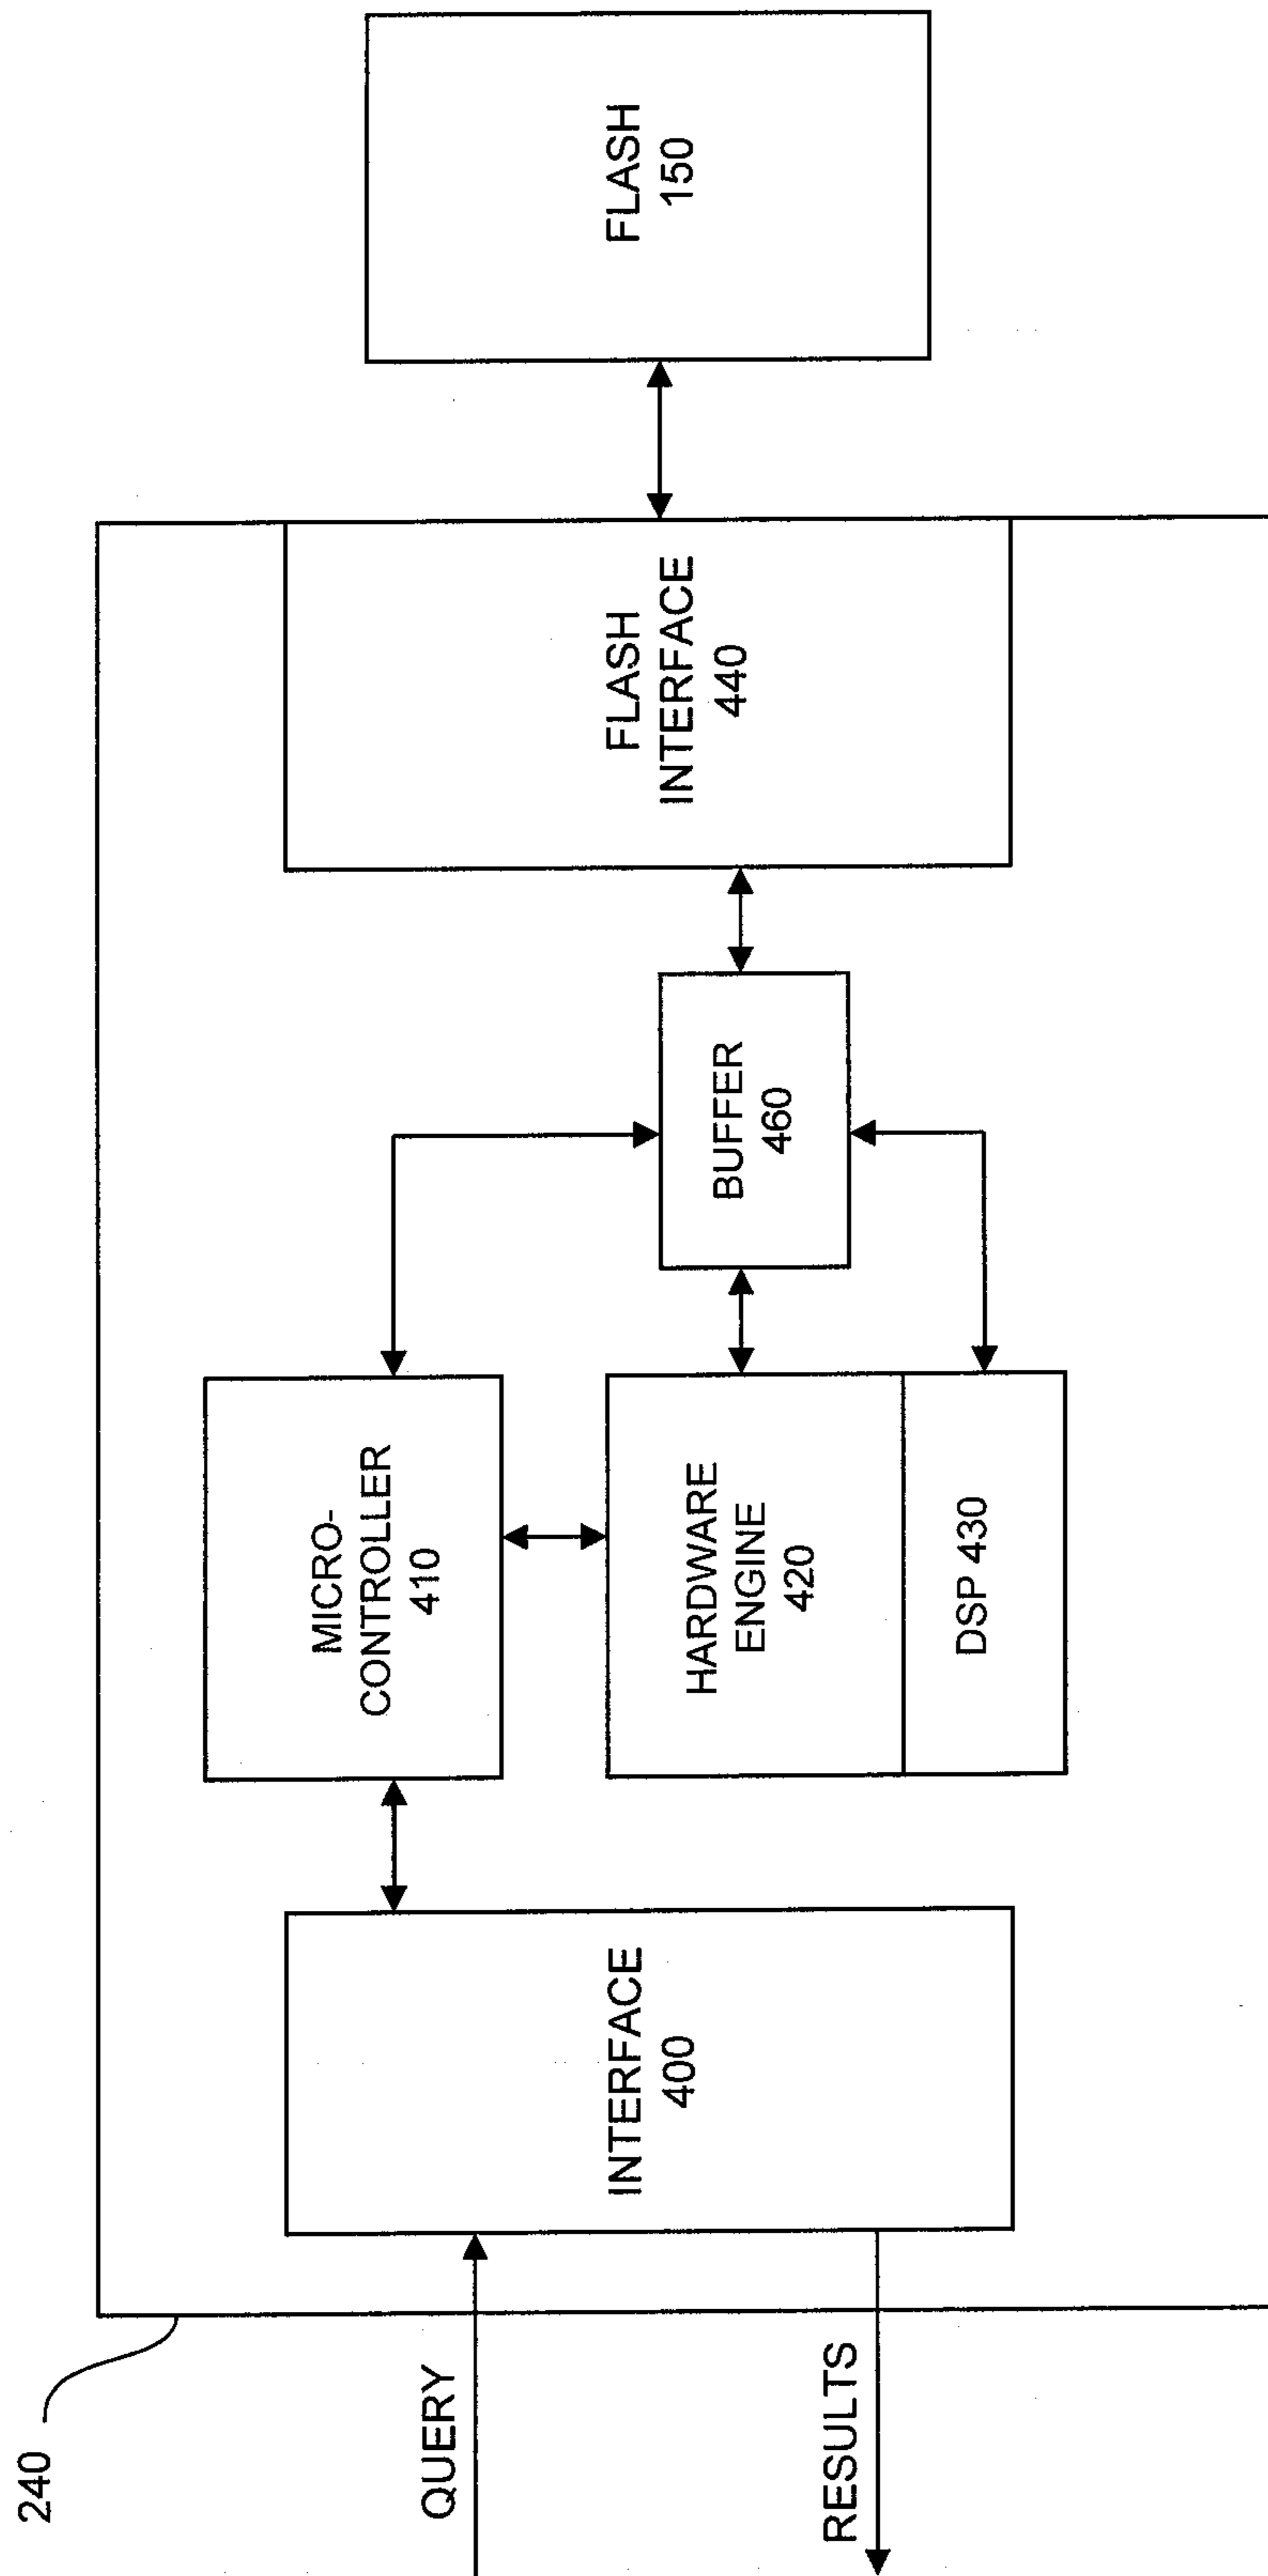 240
QUERY
RESULTS
INTERFACE
400
MICRO-
CONTROLLER
410
HARDWARE
ENGINE
420
DSP 430
BUFFER
460
FLASH
INTERFACE
440
FLASH
150